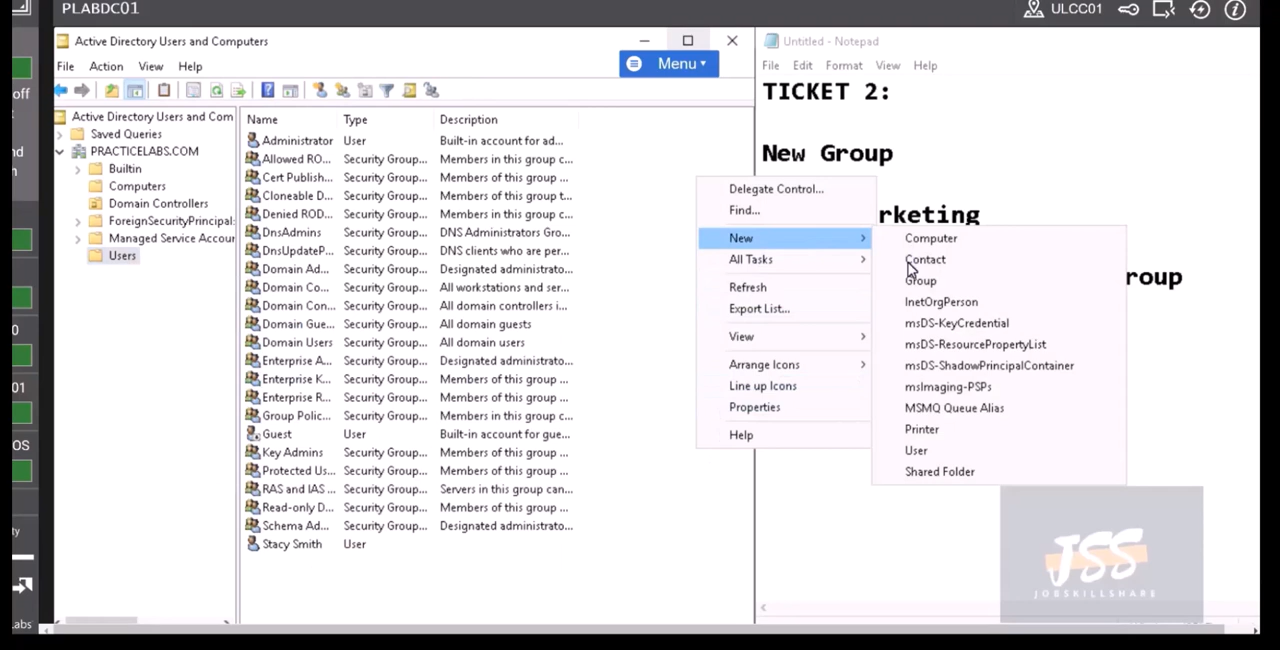 PLABDC01
ULCC01
Active Directory Users and Computers
File Action View Help
Menu
Active Directory Users and Com
Saved Queries
PRACTICELABS.COM
Builtin
Computers
Domain Controllers
ForeignSecurityPrincipal:
Managed Service Accour
Users
Name Type Description
Administrator User Built-in account for ad...
Allowed RO... Security Group... Members in this group c...
Cert Publish... Security Group... Members of this group ...
Cloneable D... Security Group... Members of this group t...
Denied ROD... Security Group... Members in this group c...
DnsAdmins Security Group... DNS Administrators Gro...
DnsUpdateP... Security Group... DNS clients who are per...
Domain Ad... Security Group... Designated administrato...
Domain Co... Security Group... All workstations and ser...
Domain Con... Security Group... All domain controllers i...
Domain Gue... Security Group... All domain guests
Domain Users Security Group... All domain users
Enterprise A... Security Group... Designated administrato...
Enterprise K... Security Group... Members of this group ...
Enterprise R... Security Group... Members of this group ...
Group Polic... Security Group... Members in this group c...
Guest User Built-in account for gue...
Key Admins Security Group... Members of this group ...
Protected Us... Security Group... Members of this group ...
RAS and IAS ... Security Group... Servers in this group can...
Read-only D... Security Group... Members of this group ...
Schema Ad... Security Group... Designated administrato...
Stacy Smith User
Untitled - Notepad
File Edit Format View Help
TICKET 2:
New Group
rketing
roup
Delegate Control...
Find...
New
All Tasks
Refresh
Export List...
View
Arrange Icons
Line up Icons
Properties
Help
Computer
Contact
Group
InetOrgPerson
msDS-KeyCredential
msDS-ResourcePropertyList
msDS-ShadowPrincipalContainer
msImaging-PSPs
MSMQ Queue Alias
Printer
User
Shared Folder
JSS
JOBSKILLSHARE
off
nd
h
0
01
OS
ty
abs